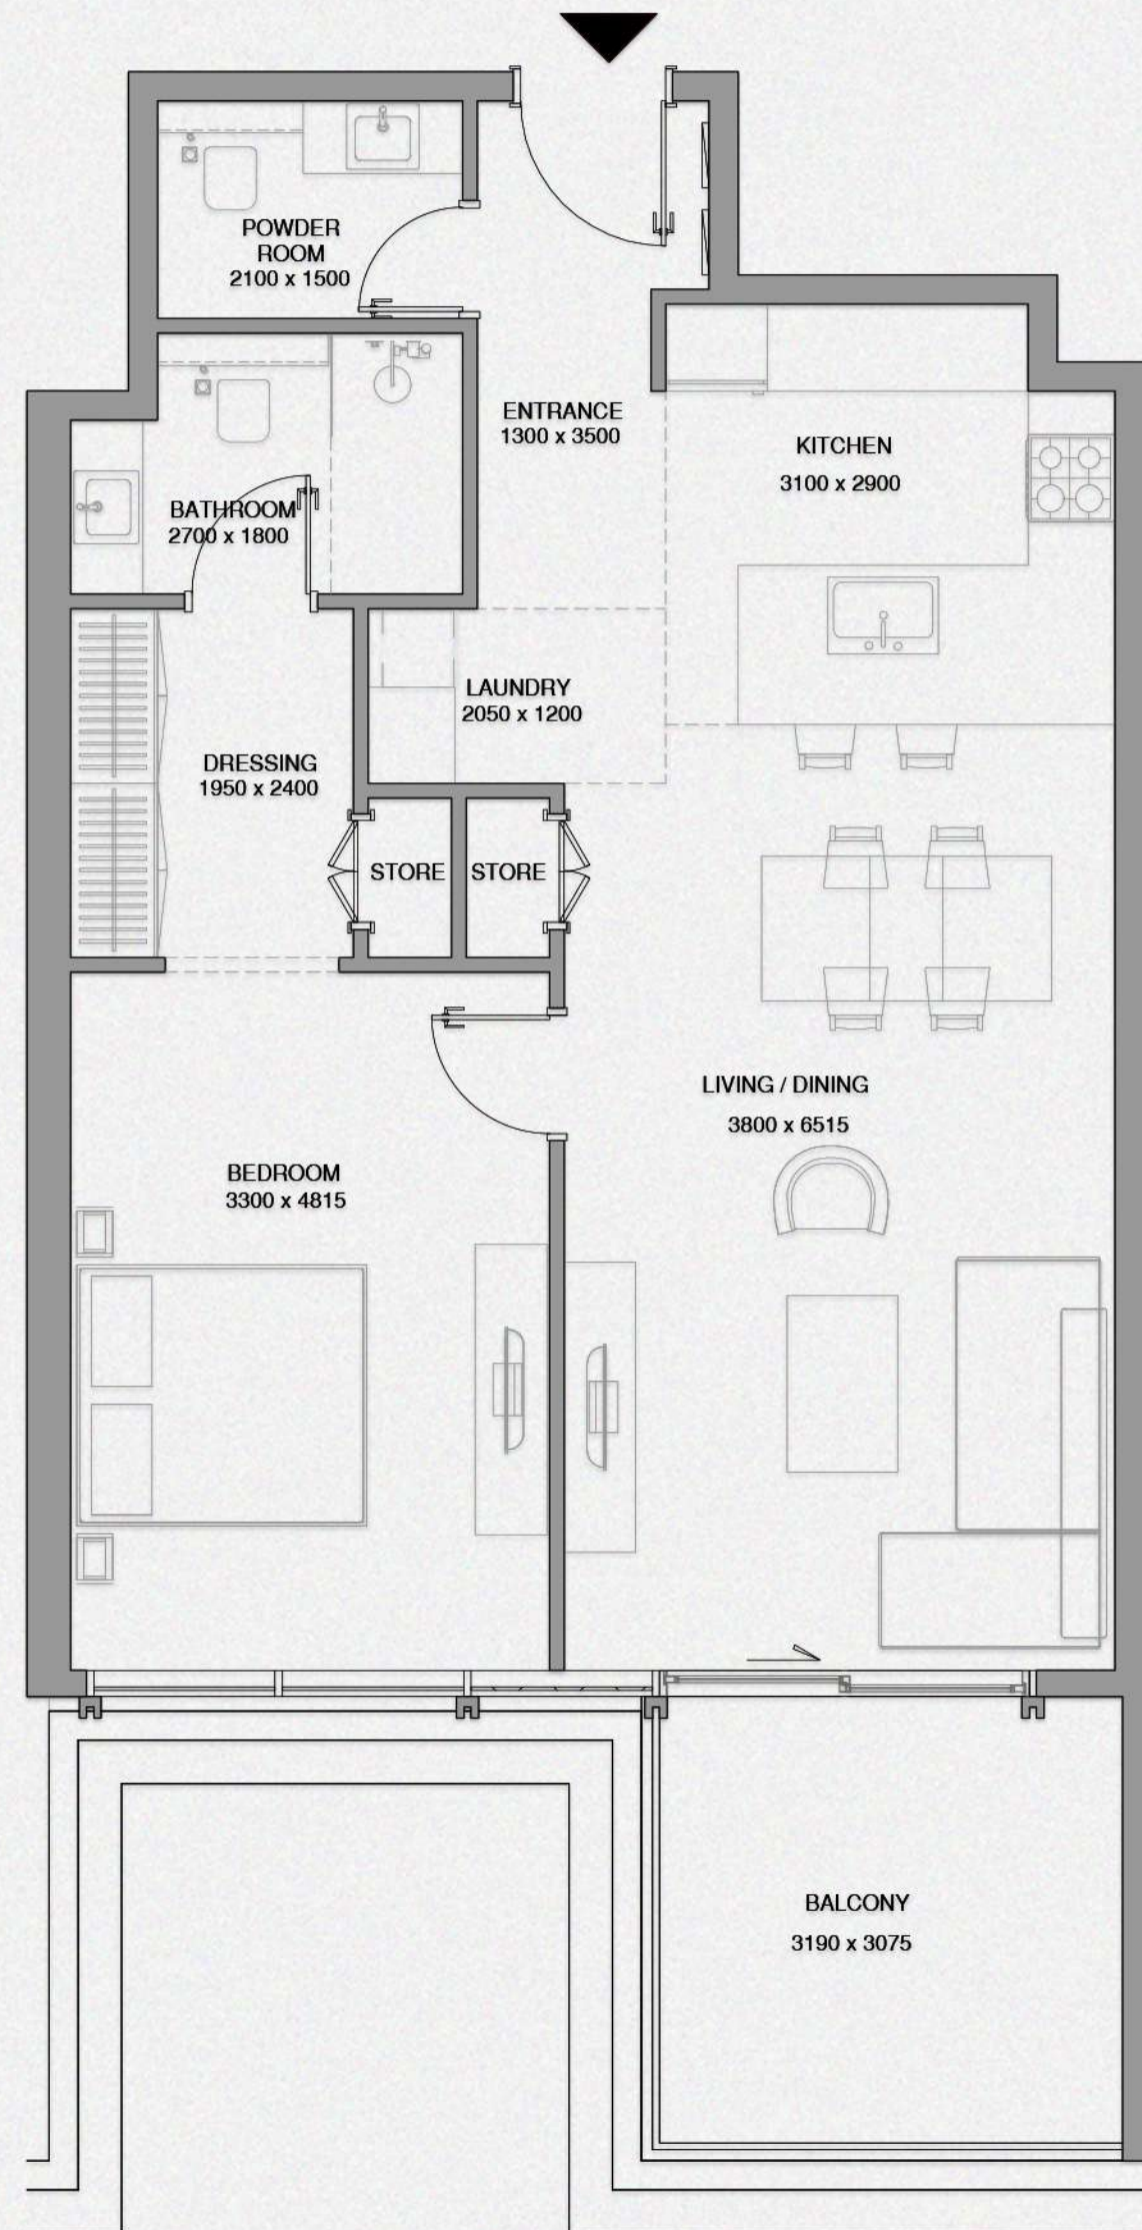 POWDER
ROOM
2100 x 1500
ENTRANCE
1300 x 3500
KITCHEN
3100 x 2900
BATHROOM
2700 x 1800
LAUNDRY
2050 x 1200
DRESSING
1950 x 2400
STORE
STORE
LIVING / DINING
3800 x 6515
BEDROOM
3300 x 4815
BALCONY
3190 x 3075